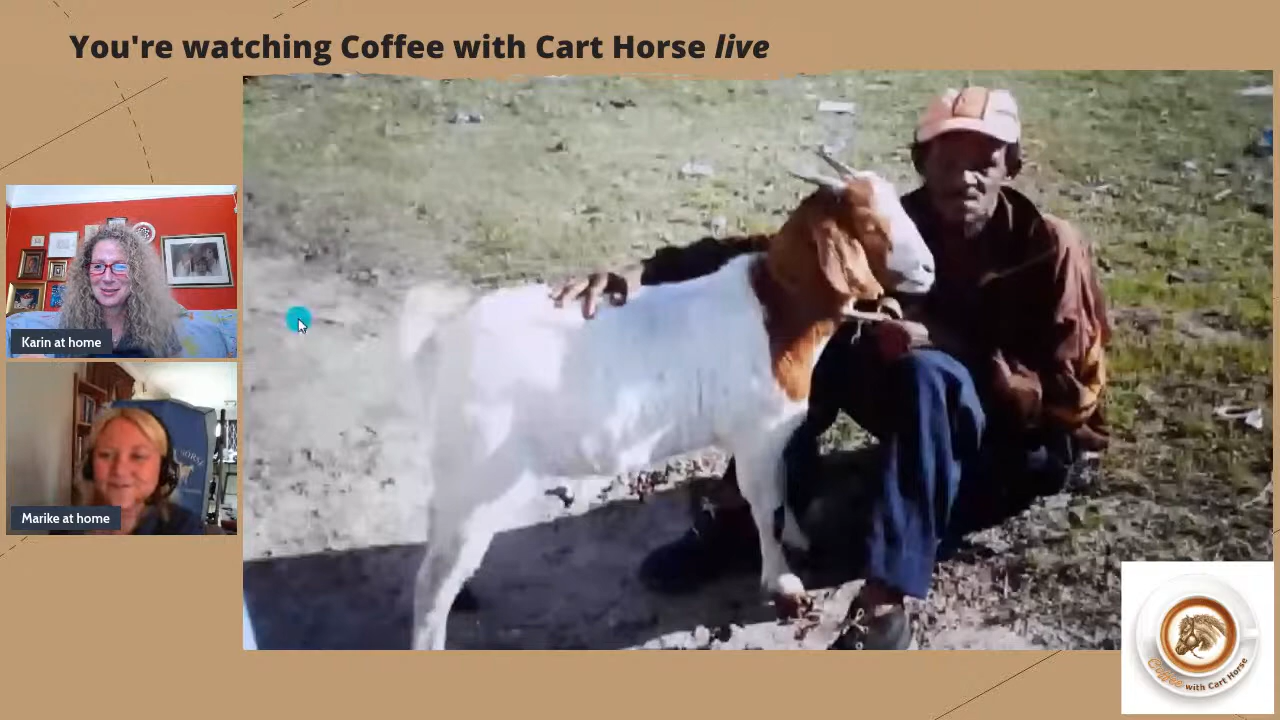 You're watching Coffee with Cart Horse live
Karin at home
Marike at home
Coffee with Cart Horse